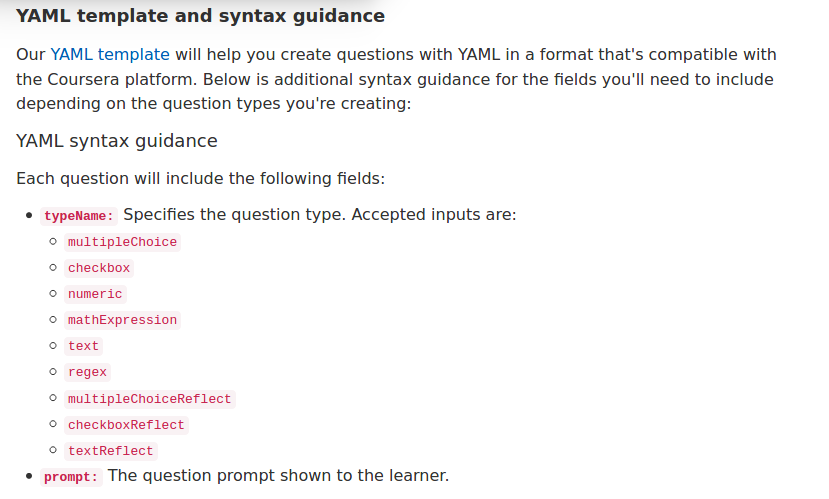 YAML template and syntax guidance
Our YAML template will help you create questions with YAML in a format that's compatible with
the Coursera platform. Below is additional syntax guidance for the fields you'll need to include
depending on the question types you're creating:
YAML syntax guidance
Each question will include the following fields:
• typeName: Specifies the question type. Accepted inputs are:
○ multipleChoice
○ checkbox
○ numeric
○ mathExpression
○ text
○ regex
○ multipleChoiceReflect
○ checkboxReflect
○ textReflect
• prompt: The question prompt shown to the learner.